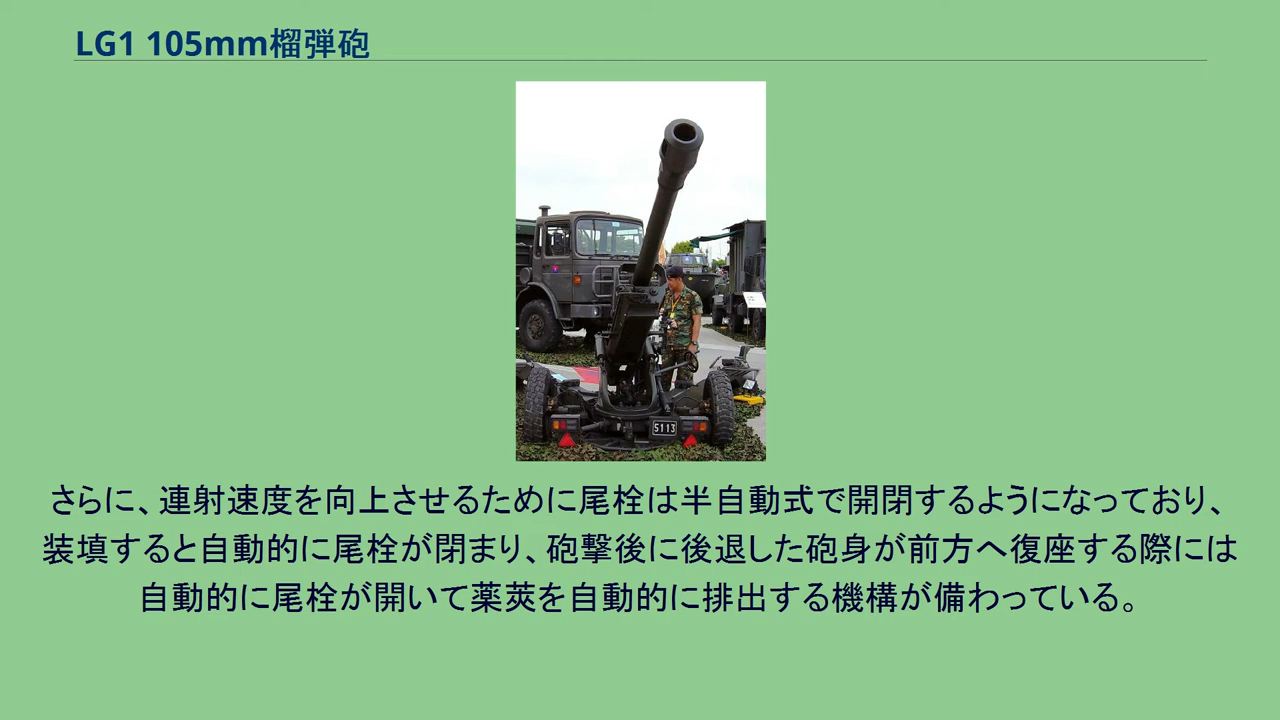 LG1 105mm榴弾砲
5113
さらに、連射速度を向上させるために尾栓は半自動式で開閉するようになっており、
装填すると自動的に尾栓が閉まり、砲撃後に後退した砲身が前方へ復座する際には
自動的に尾栓が開いて薬莢を自動的に排出する機構が備わっている。